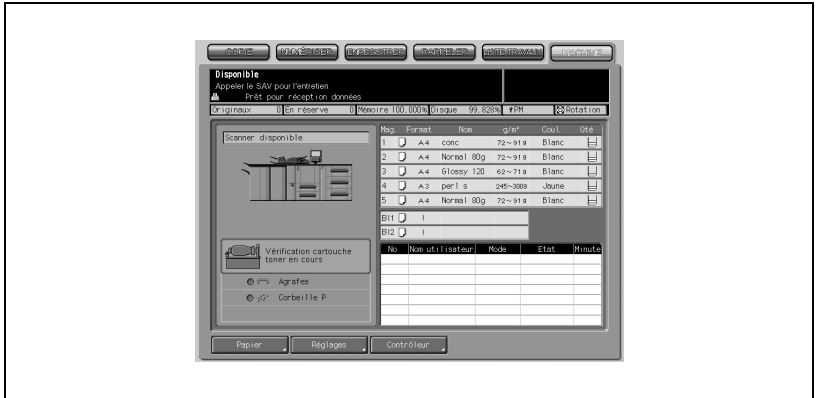 COPIE NUMÉRISER ENREGISTRER RAPPELER LISTE TRAVAUX MACHINE
Disponible
Appeler le SAV pour l'entretien
Prêt pour réception données
Originaux 0 En réserve 0 Mémoire 100.000% Disque 99.828% PM Rotation
Scanner disponible
Mag. Format Nom g/m² Coul. Qté
1 A4 conc 72~91g Blanc
2 A4 Normal 80g 72~91g Blanc
3 A4 Glossy 120 62~71g Blanc
4 A3 perl s 245~300g Jaune
5 A4 Normal 80g 72~91g Blanc
BI1 !
BI2 !
Vérification cartouche
toner en cours
Agrafes
Corbeille P
No Nom utilisateur Mode Etat Minute
Papier Réglages Contrôleur